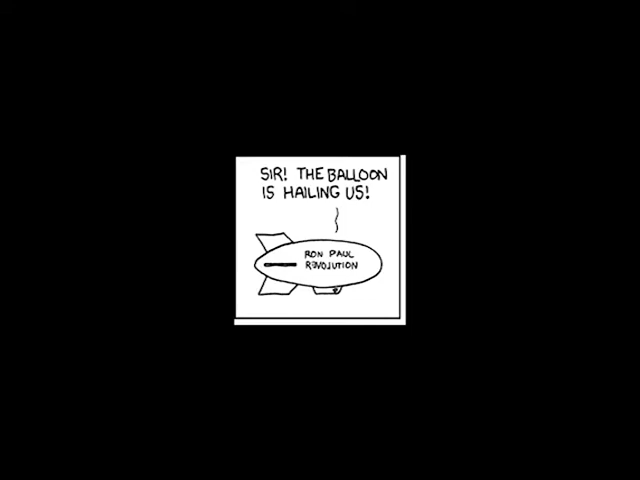 SIR! THE BALLOON
IS HAILING US!
RON PAUL
REVOLUTION